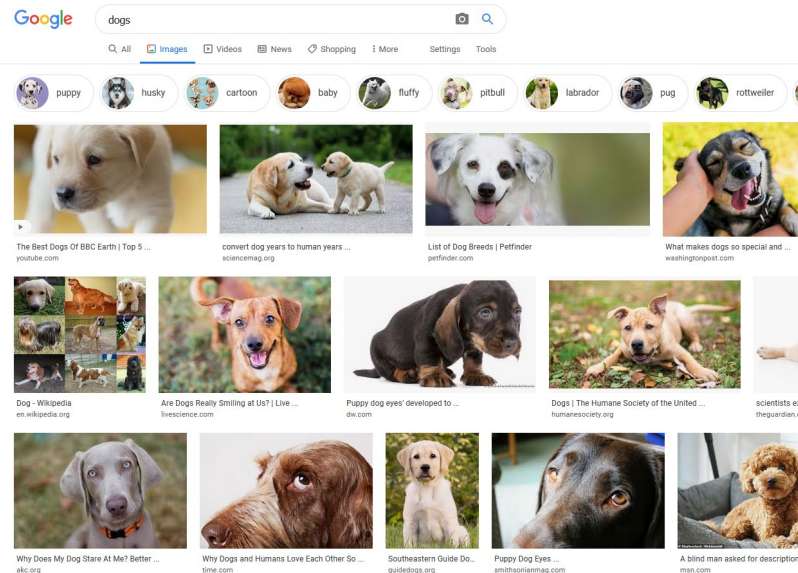 Google
dogs
All Images Videos News Shopping More Settings Tools
puppy husky cartoon baby fluffy pitbull labrador pug rottweiler
The Best Dogs Of BBC Earth | Top 5 ...
youtube.com
convert dog years to human years ...
sciencemag.org
List of Dog Breeds | Petfinder
petfinder.com
What makes dogs so special and ...
washingtonpost.com
Dog - Wikipedia
en.wikipedia.org
Are Dogs Really Smiling at Us? | Live ...
livescience.com
Puppy dog eyes' developed to ...
dw.com
Dogs | The Humane Society of the United ...
humanesociety.org
scientists e
theguardian.
Why Does My Dog Stare At Me? Better ...
akc.org
Why Dogs and Humans Love Each Other So ...
time.com
Southeastern Guide Do...
guidedogs.org
Puppy Dog Eyes ...
smithsonianmag.com
A blind man asked for description
msn.com